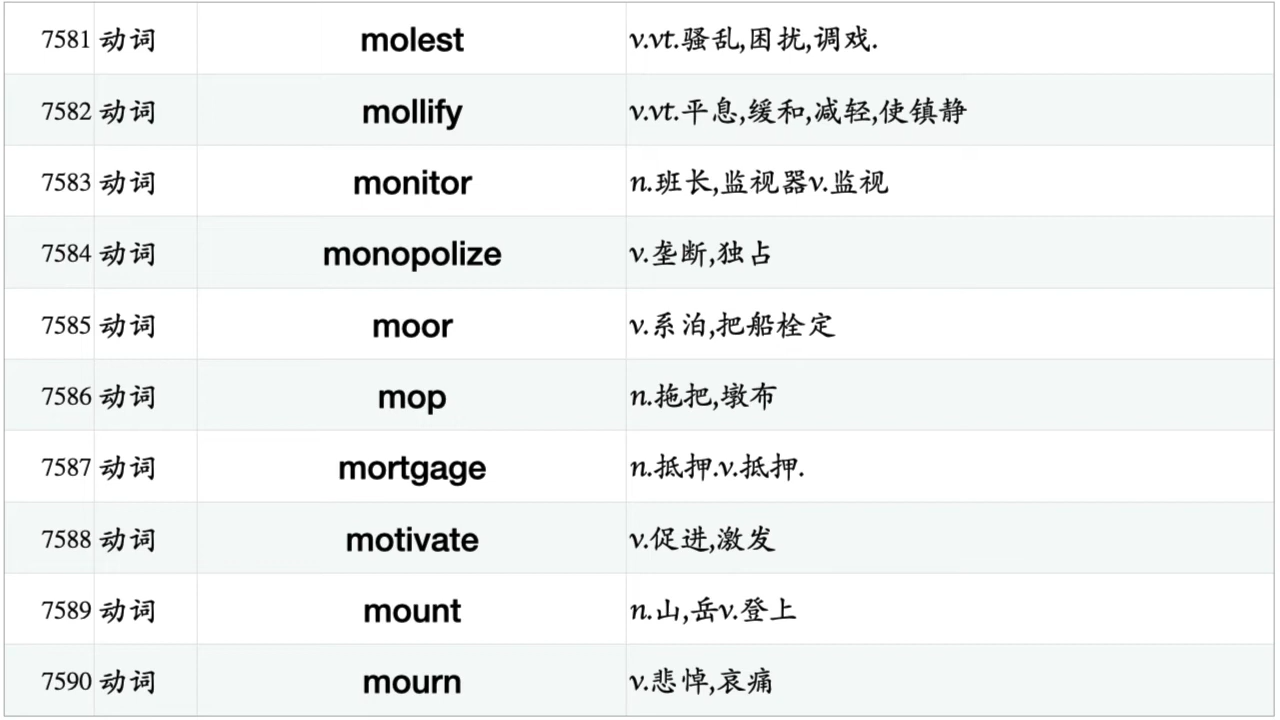 7581 动词 molest v.vt.骚乱,困扰,调戏.
7582 动词 mollify v.vt.平息,缓和,减轻,使镇静
7583 动词 monitor n.班长,监视器v.监视
7584 动词 monopolize v.垄断,独占
7585 动词 moor v.系泊,把船栓定
7586 动词 mop n.拖把,墩布
7587 动词 mortgage n.抵押.v.抵押.
7588 动词 motivate v.促进,激发
7589 动词 mount n.山,岳v.登上
7590 动词 mourn v.悲悼,哀痛